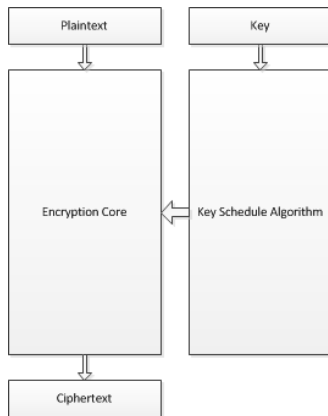 Plaintext
Key
Encryption Core
Key Schedule Algorithm
Ciphertext